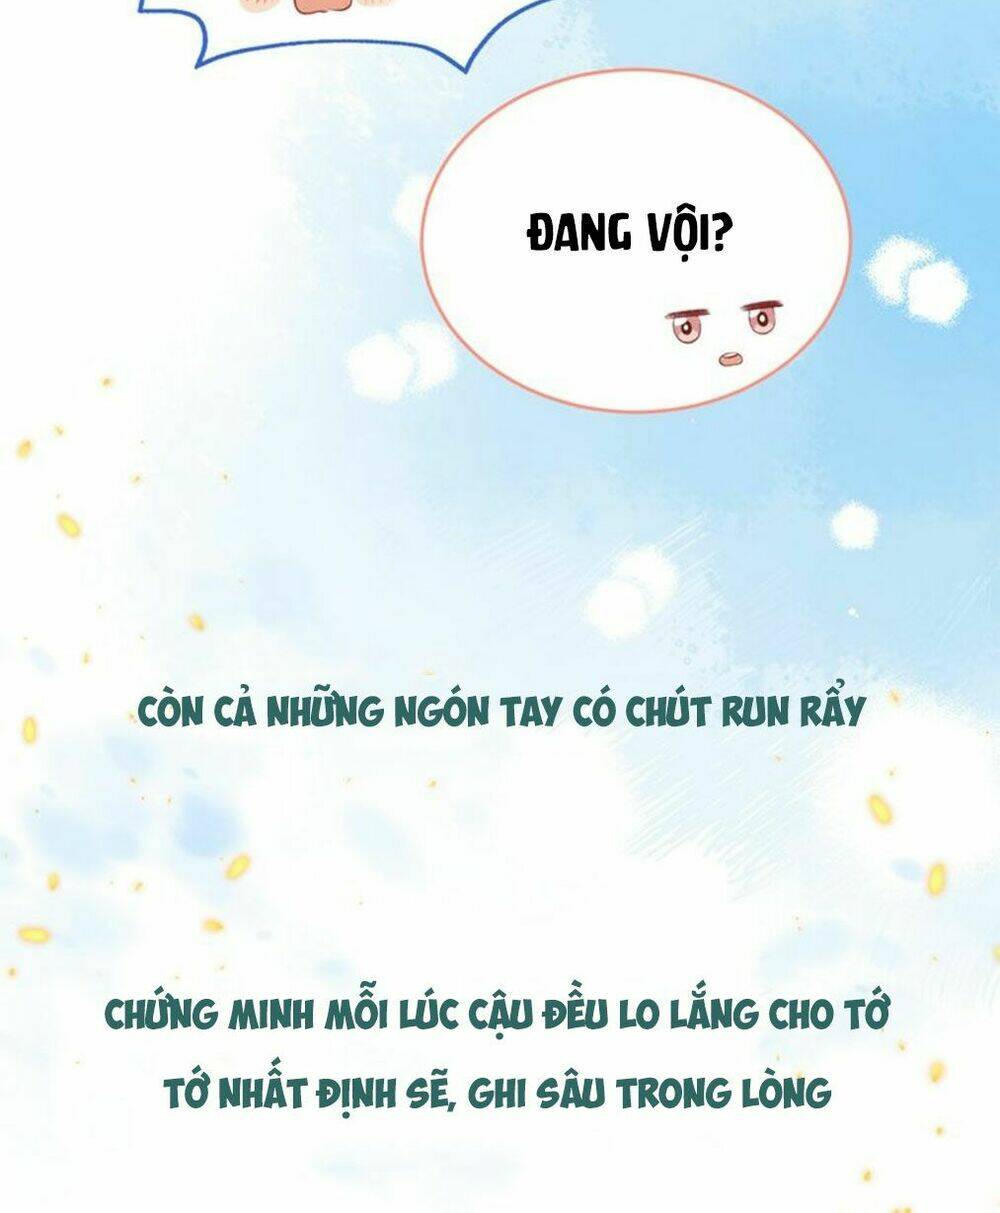 ĐANG VỘI?
CÒN CẢ NHỮNG NGÓN TAY CÓ CHÚT RUN RẨY
CHỨNG MINH MỖI LÚC CẬU ĐỀU LO LẮNG CHO TỚ
TỚ NHẤT ĐỊNH SẼ, GHI SÂU TRONG LÒNG